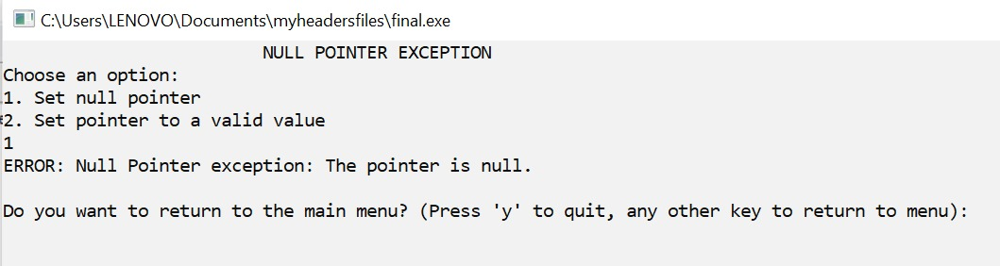 C:\Users\LENOVO\Documents\myheadersfiles\final.exe
NULL POINTER EXCEPTION
Choose an option:
1. Set null pointer
2. Set pointer to a valid value
1
ERROR: Null Pointer exception: The pointer is null.
Do you want to return to the main menu? (Press 'y' to quit, any other key to return to menu):